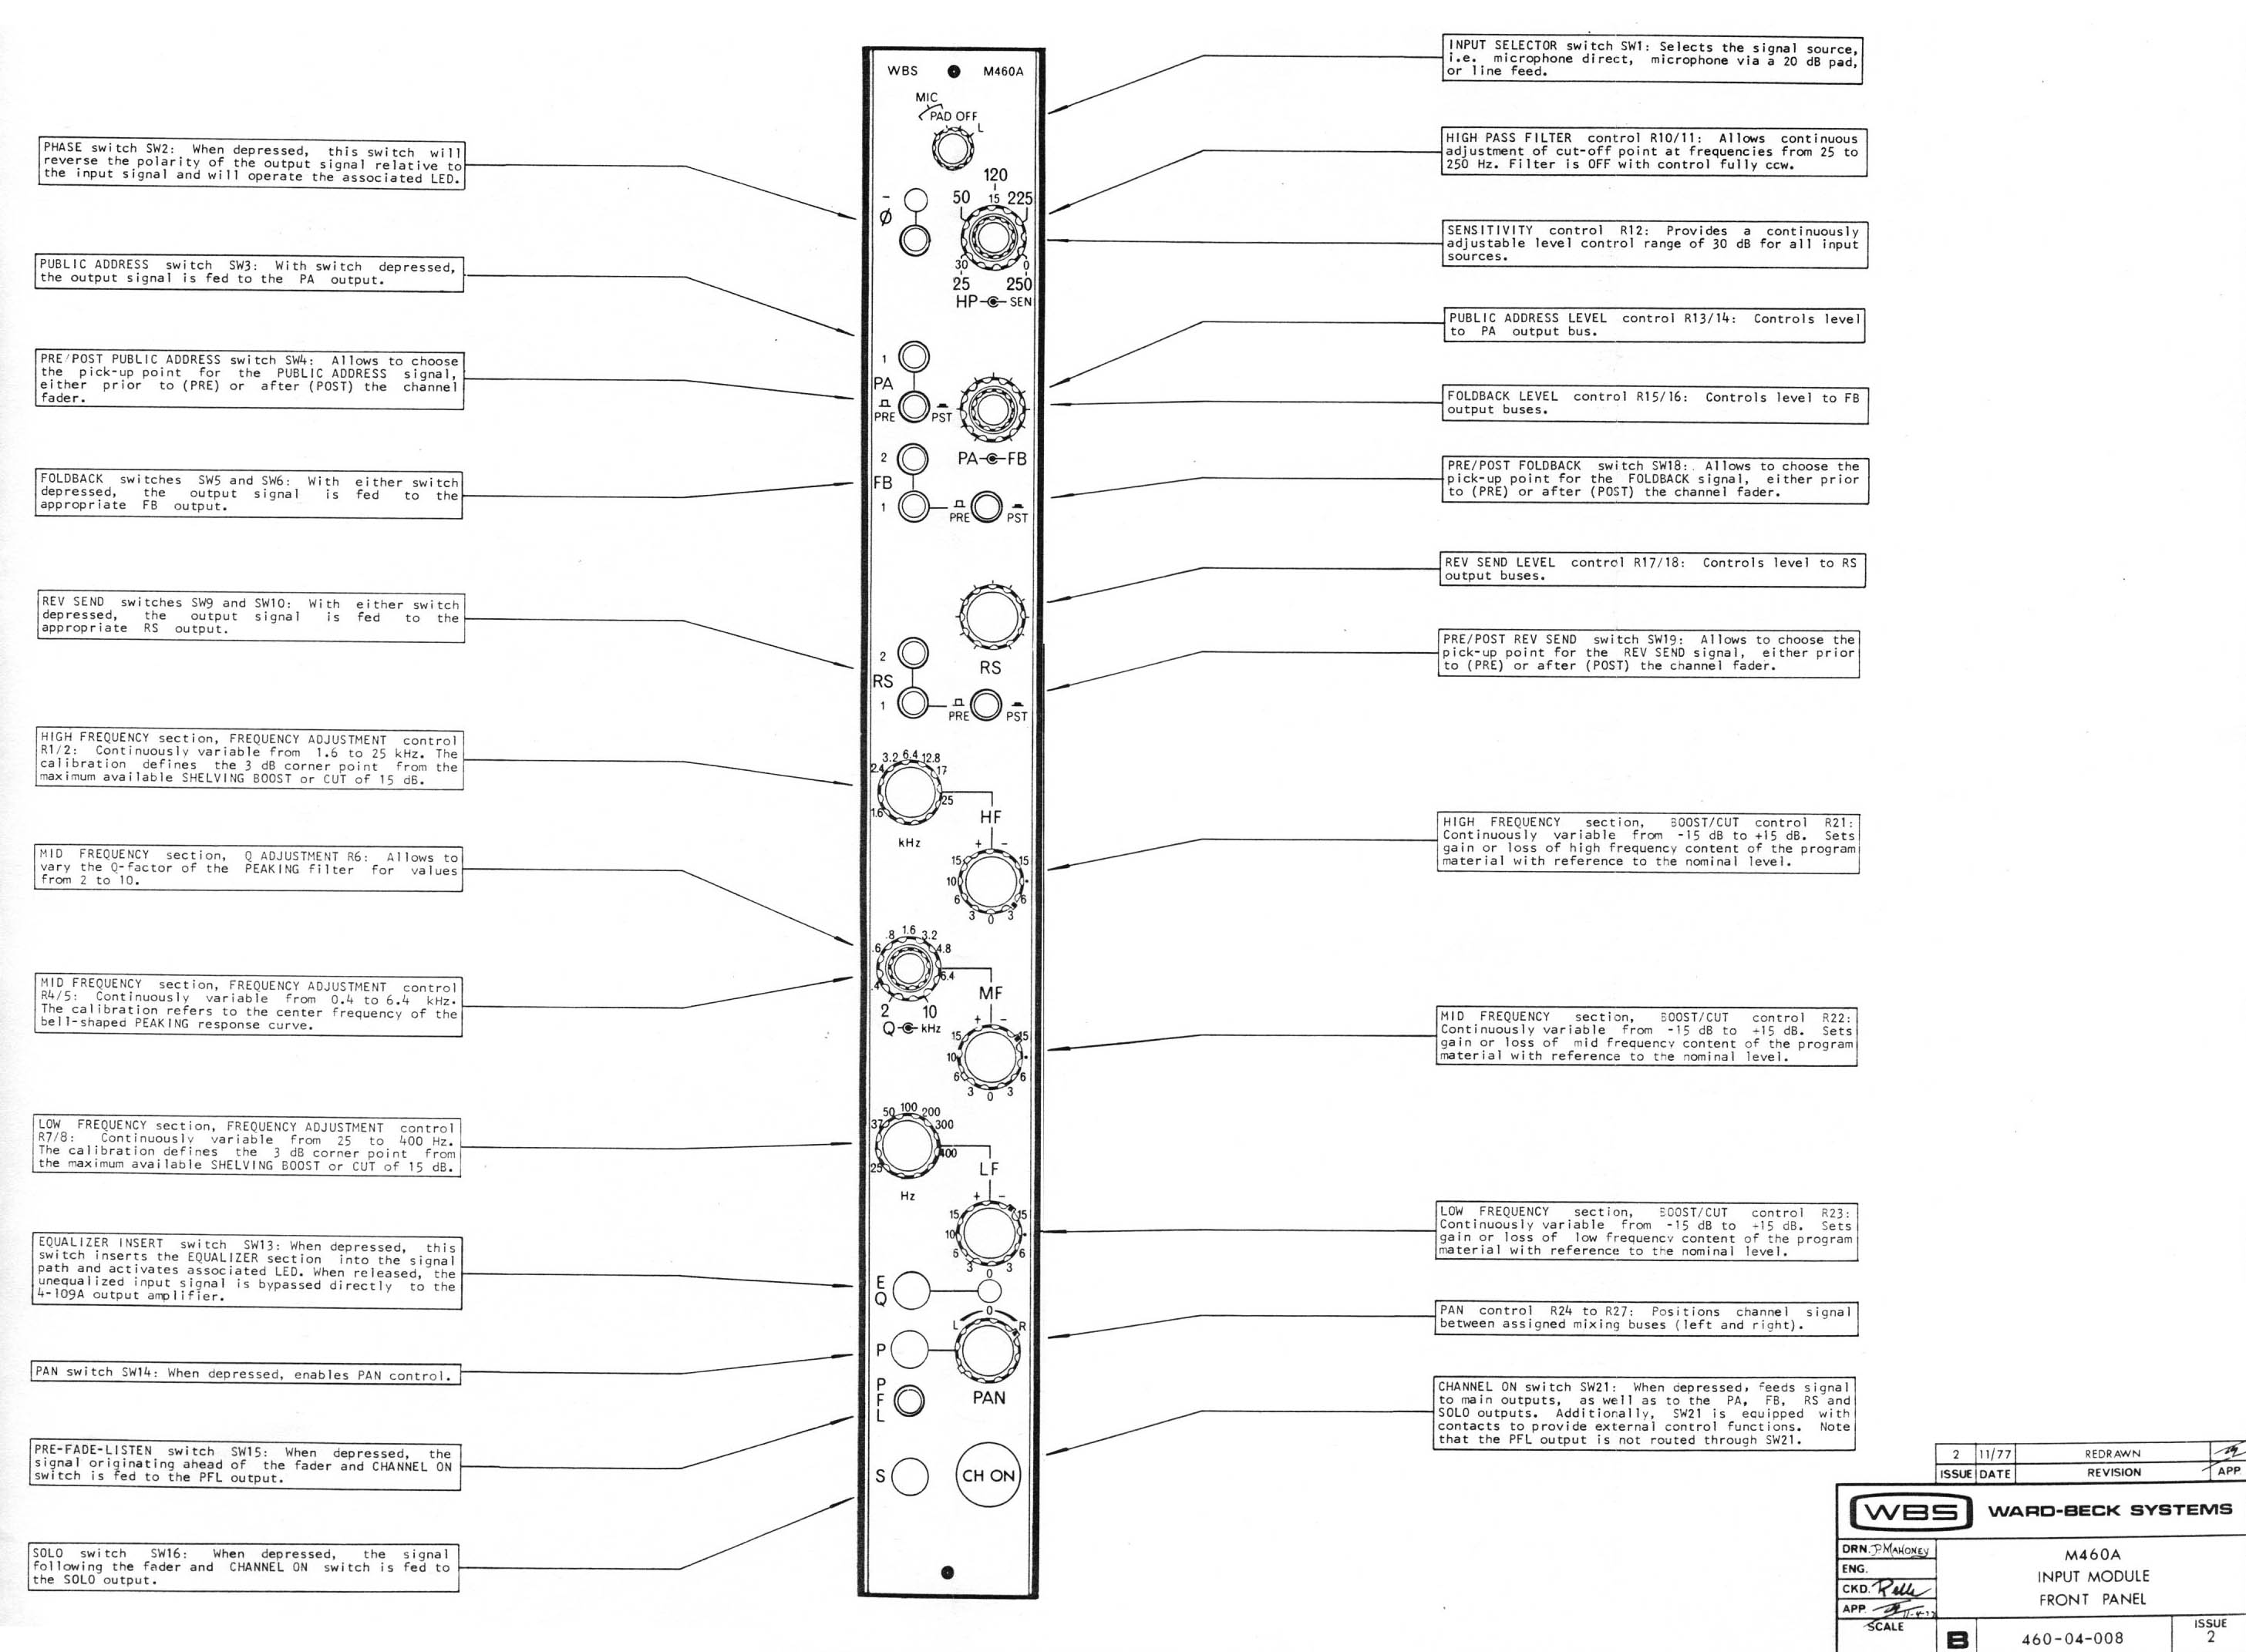 PHASE switch SW2: When depressed, this switch will
reverse the polarity of the output signal relative to
the input signal and will operate the associated LED.
PUBLIC ADDRESS switch SW3: With switch depressed,
the output signal is fed to the PA output.
PRE/POST PUBLIC ADDRESS switch SW4: Allows to choose
the pick-up point for the PUBLIC ADDRESS signal,
either prior to (PRE) or after (POST) the channel
fader.
FOLDBACK switches SW5 and SW6: With either switch
depressed, the output signal is fed to the
appropriate FB output.
REV SEND switches SW9 and SW10: With either switch
depressed, the output signal is fed to the
appropriate RS output.
HIGH FREQUENCY section, FREQUENCY ADJUSTMENT control
R1/2: Continuously variable from 1.6 to 25 kHz. The
calibration defines the 3 dB corner point from the
maximum available SHELVING BOOST or CUT of 15 dB.
MID FREQUENCY section, Q ADJUSTMENT R6: Allows to
vary the Q-factor of the PEAKING filter for values
from 2 to 10.
MID FREQUENCY section, FREQUENCY ADJUSTMENT control
R4/5: Continuously variable from 0.4 to 6.4 kHz.
The calibration refers to the center frequency of the
bell-shaped PEAKING response curve.
LOW FREQUENCY section, FREQUENCY ADJUSTMENT control
R7/8: Continuously variable from 25 to 400 Hz.
The calibration defines the 3 dB corner point from
the maximum available SHELVING BOOST or CUT of 15 dB.
EQUALIZER INSERT switch SW13: When depressed, this
switch inserts the EQUALIZER section into the signal
path and activates associated LED. When released, the
unequalized input signal is bypassed directly to the
4-109A output amplifier.
PAN switch SW14: When depressed, enables PAN control.
PRE-FADE-LISTEN switch SW15: When depressed, the
signal originating ahead of the fader and CHANNEL ON
switch is fed to the PFL output.
SOLO switch SW16: When depressed, the signal
following the fader and CHANNEL ON switch is fed to
the SOLO output.
WBS M460A
MIC
PAD OFF
L
120
50 15 225
- Ø
30 0
25 250
HP SEN
1
PA
PRE PST
2
FB
PA FB
1 PRE PST
2
RS
RS
1 PRE PST
3.2 6.4 12.8
2.4 17
1.6 25
HF
kHz
+ -
15 15
10
6 6
3 0 3
.8 1.6 3.2
.6 4.8
.4 6.4
MF
2 10
Q kHz
+ -
15 15
10
6 6
3 0 3
50 100 200
37 300
25 400
LF
Hz
+ -
15 15
10
6 6
3 0 3
E
Q
0
L R
P
PAN
P
F
L
S CH ON
INPUT SELECTOR switch SW1: Selects the signal source,
i.e. microphone direct, microphone via a 20 dB pad,
or line feed.
HIGH PASS FILTER control R10/11: Allows continuous
adjustment of cut-off point at frequencies from 25 to
250 Hz. Filter is OFF with control fully ccw.
SENSITIVITY control R12: Provides a continuously
adjustable level control range of 30 dB for all input
sources.
PUBLIC ADDRESS LEVEL control R13/14: Controls level
to PA output bus.
FOLDBACK LEVEL control R15/16: Controls level to FB
output buses.
PRE/POST FOLDBACK switch SW18: Allows to choose the
pick-up point for the FOLDBACK signal, either prior
to (PRE) or after (POST) the channel fader.
REV SEND LEVEL control R17/18: Controls level to RS
output buses.
PRE/POST REV SEND switch SW19: Allows to choose the
pick-up point for the REV SEND signal, either prior
to (PRE) or after (POST) the channel fader.
HIGH FREQUENCY section, BOOST/CUT control R21:
Continuously variable from -15 dB to +15 dB. Sets
gain or loss of high frequency content of the program
material with reference to the nominal level.
MID FREQUENCY section, BOOST/CUT control R22:
Continuously variable from -15 dB to +15 dB. Sets
gain or loss of mid frequency content of the program
material with reference to the nominal level.
LOW FREQUENCY section, BOOST/CUT control R23:
Continuously variable from -15 dB to +15 dB. Sets
gain or loss of low frequency content of the program
material with reference to the nominal level.
PAN control R24 to R27: Positions channel signal
between assigned mixing buses (left and right).
CHANNEL ON switch SW21: When depressed, feeds signal
to main outputs, as well as to the PA, FB, RS and
SOLO outputs. Additionally, SW21 is equipped with
contacts to provide external control functions. Note
that the PFL output is not routed through SW21.
2 11/77 REDRAWN
ISSUE DATE REVISION APP
WBS WARD-BECK SYSTEMS
DRN. P.MAHONEY
ENG.
CKD.
APP.
SCALE
M460A
INPUT MODULE
FRONT PANEL
B 460-04-008
ISSUE
2